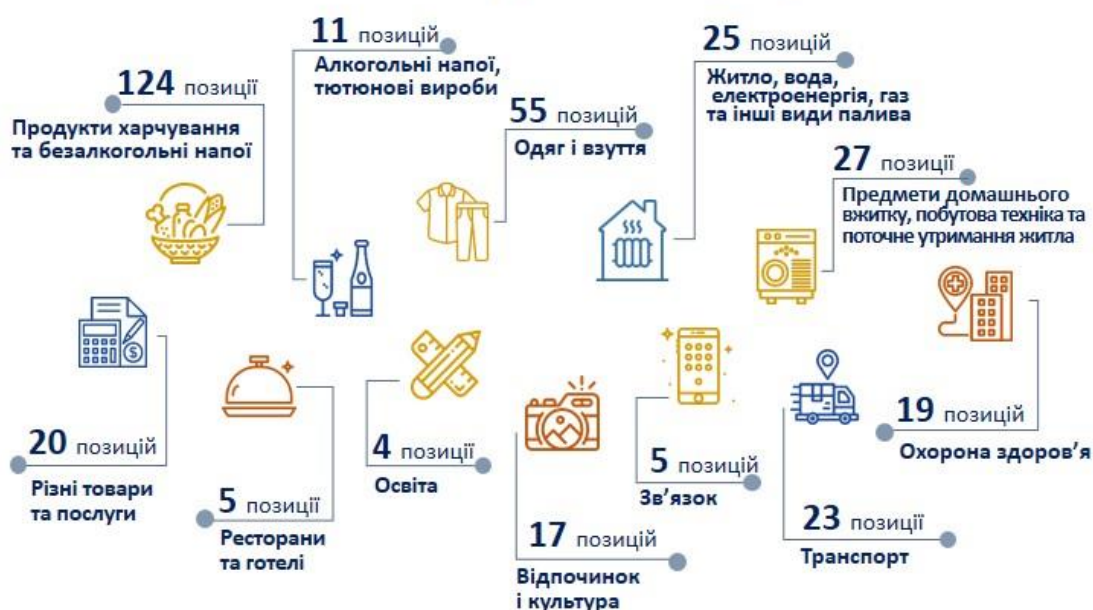 11 позицій
Алкогольні напої,
тютюнові вироби
25 позицій
Житло, вода,
електроенергія, газ
та інші види палива
124 позиції
Продукти харчування
та безалкогольні напої
55 позицій
Одяг і взуття
27 позицій
Предмети домашнього
вжитку, побутова техніка та
поточне утримання житла
20 позицій
Різні товари
та послуги
5 позиції
Ресторани
та готелі
4 позиції
Освіта
17 позицій
Відпочинок
і культура
5 позицій
Зв’язок
23 позиції
Транспорт
19 позицій
Охорона здоров’я